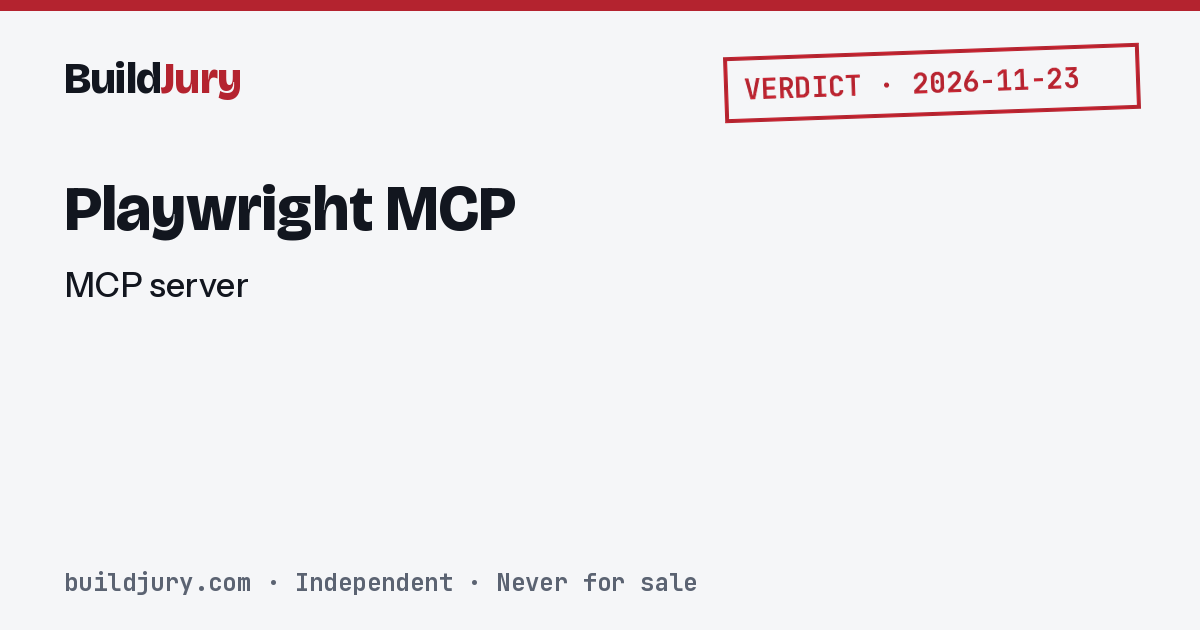 BuildJury
VERDICT · 2026-11-23
Playwright MCP
MCP server
buildjury.com · Independent · Never for sale